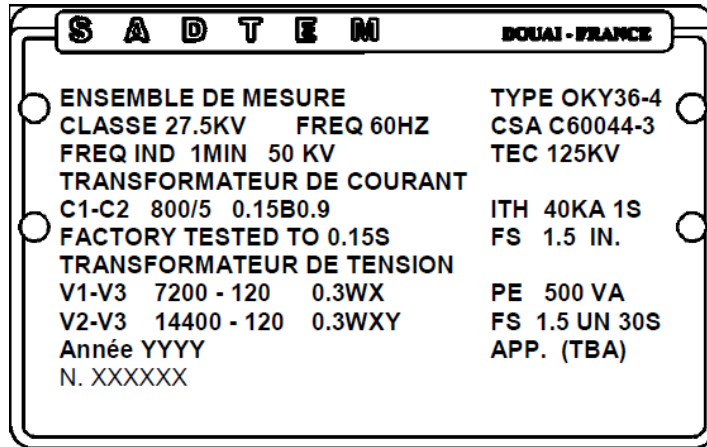 SADTEM DOUAI - FRANCE
ENSEMBLE DE MESURE TYPE OKY36-4
CLASSE 27.5KV FREQ 60HZ CSA C60044-3
FREQ IND 1MIN 50 KV TEC 125KV
TRANSFORMATEUR DE COURANT
C1-C2 800/5 0.15B0.9 ITH 40KA 1S
FACTORY TESTED TO 0.15S FS 1.5 IN.
TRANSFORMATEUR DE TENSION
V1-V3 7200 - 120 0.3WX PE 500 VA
V2-V3 14400 - 120 0.3WXY FS 1.5 UN 30S
Année YYYY APP. (TBA)
N. XXXXXX